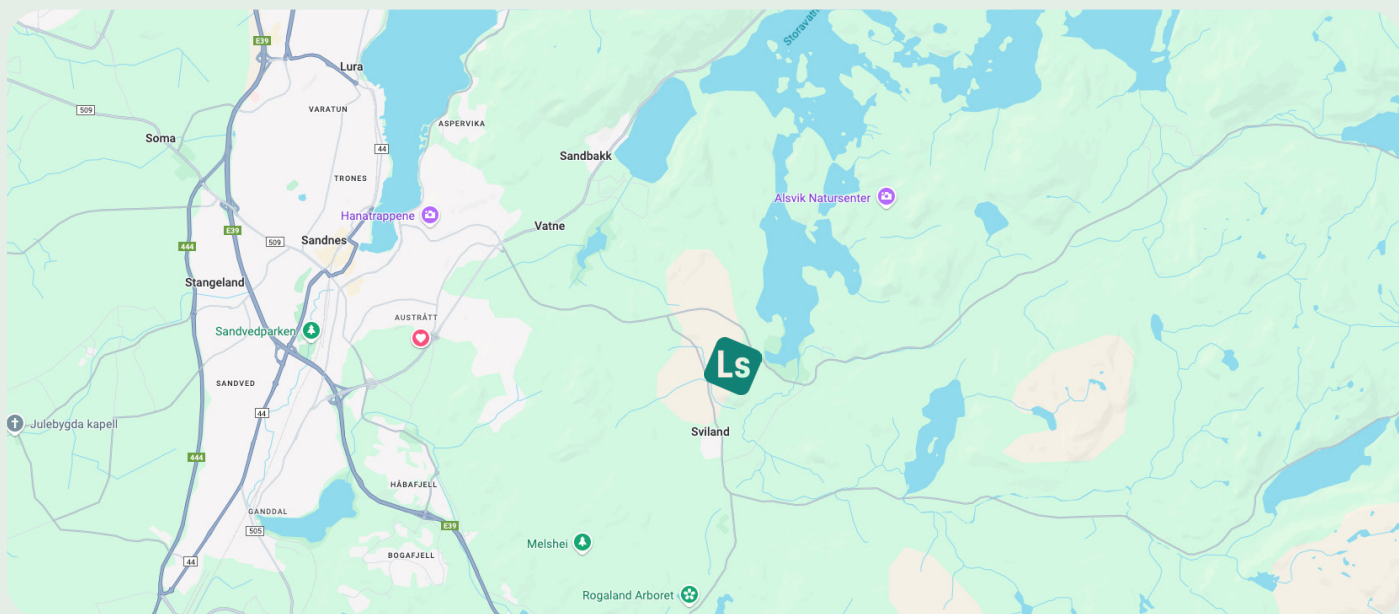 E39
Lura
Storavatn
VARATUN
509
ASPERVIKA
Soma
44
Sandbakk
TRONES
Alsvik Natursenter
Hanatrappene
Vatne
E39
509
Sandnes
444
Stangeland
AUSTRÅTT
Sandvedparken
Ls
SANDVED
44
Julebygda kapell
Sviland
444
HÅBAFJELL
GANDDAL
E39
505
Melshei
BOGAFJELL
44
Rogaland Arboret